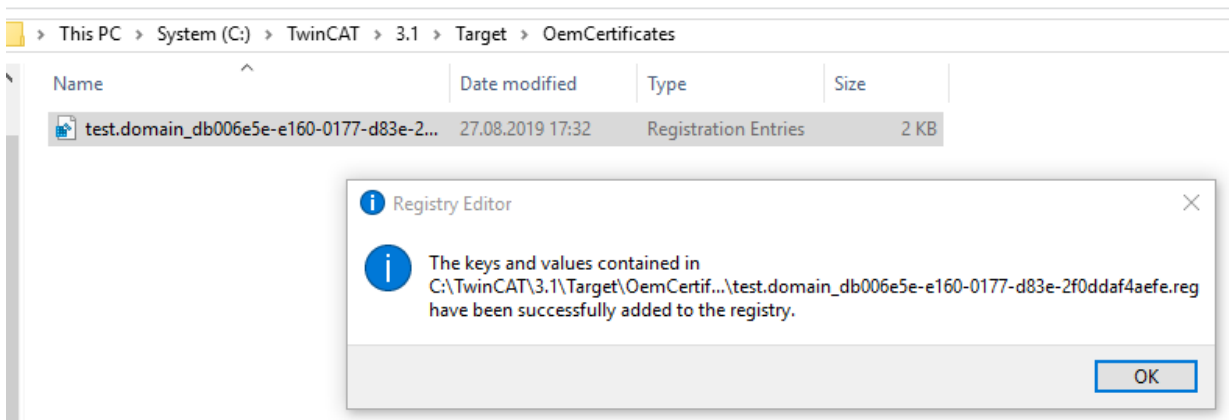 This PC > System (C:) > TwinCAT > 3.1 > Target > OemCertificates
Name Date modified Type Size
test.domain_db006e5e-e160-0177-d83e-2... 27.08.2019 17:32 Registration Entries 2 KB
Registry Editor
The keys and values contained in
C:\TwinCAT\3.1\Target\OemCertif...\test.domain_db006e5e-e160-0177-d83e-2f0ddaf4aefe.reg
have been successfully added to the registry.
OK